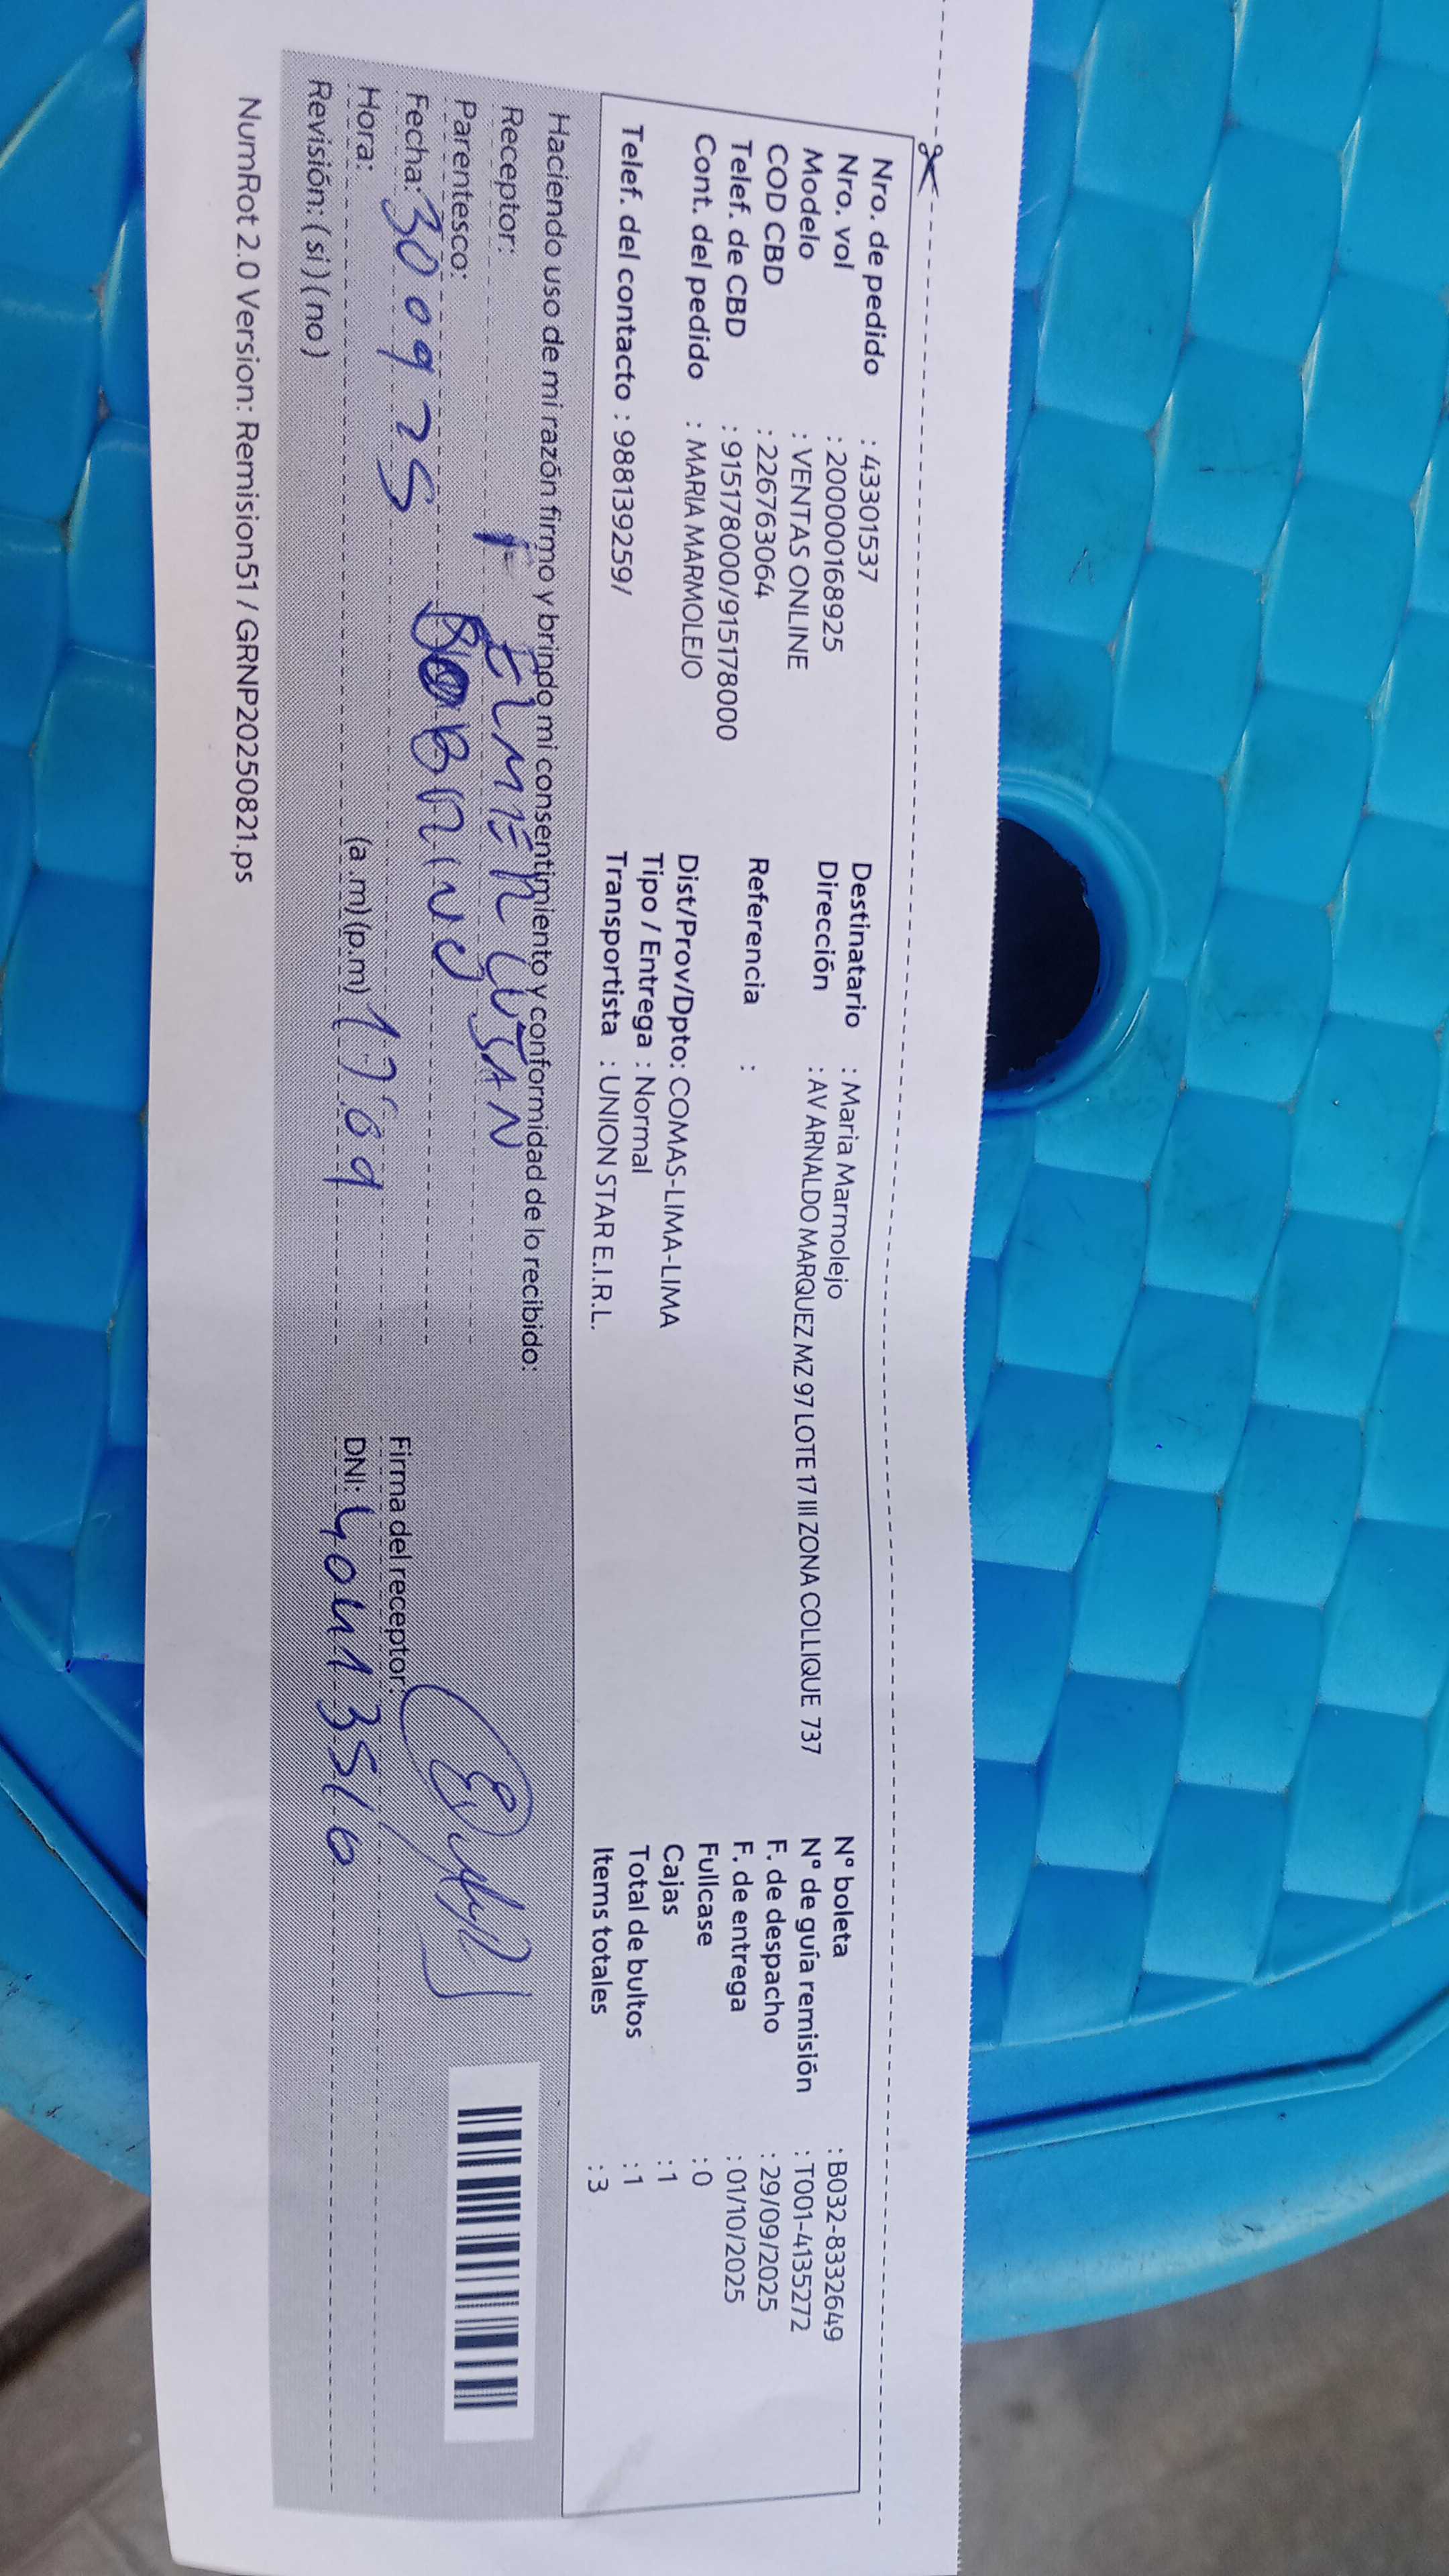 Nro. de pedido : 43301537
Nro. vol : 2000000168925
Modelo : VENTAS ONLINE
COD CBD : 226763064
Telef. de CBD : 915178000/915178000
Cont. del pedido : MARIA MARMOLEJO
Telef. del contacto : 988139259/
Destinatario : Maria Marmolejo
Dirección : AV ARNALDO MARQUEZ MZ 97 LOTE 17 III ZONA COLLIQUE 737
Referencia :
Dist/Prov/Dpto: COMAS-LIMA-LIMA
Tipo / Entrega : Normal
Transportista : UNION STAR E.I.R.L.
Nº boleta : B032-8332649
Nº de guía remisión : T001-4135272
F. de despacho : 29/09/2025
F. de entrega : 01/10/2025
Fullcase : 0
Cajas : 1
Total de bultos : 1
Items totales : 3
Haciendo uso de mi razón firmo y brindo mi consentimiento y conformidad de lo recibido:
Receptor: ELMER
Parentesco: SOBRINO
Fecha: 30 09 25
Hora: (a .m) (p.m)
Revisión: ( si ) ( no )
Firma del receptor:
DNI:
NumRot 2.0 Version: Remision51 / GRNP20250821.ps